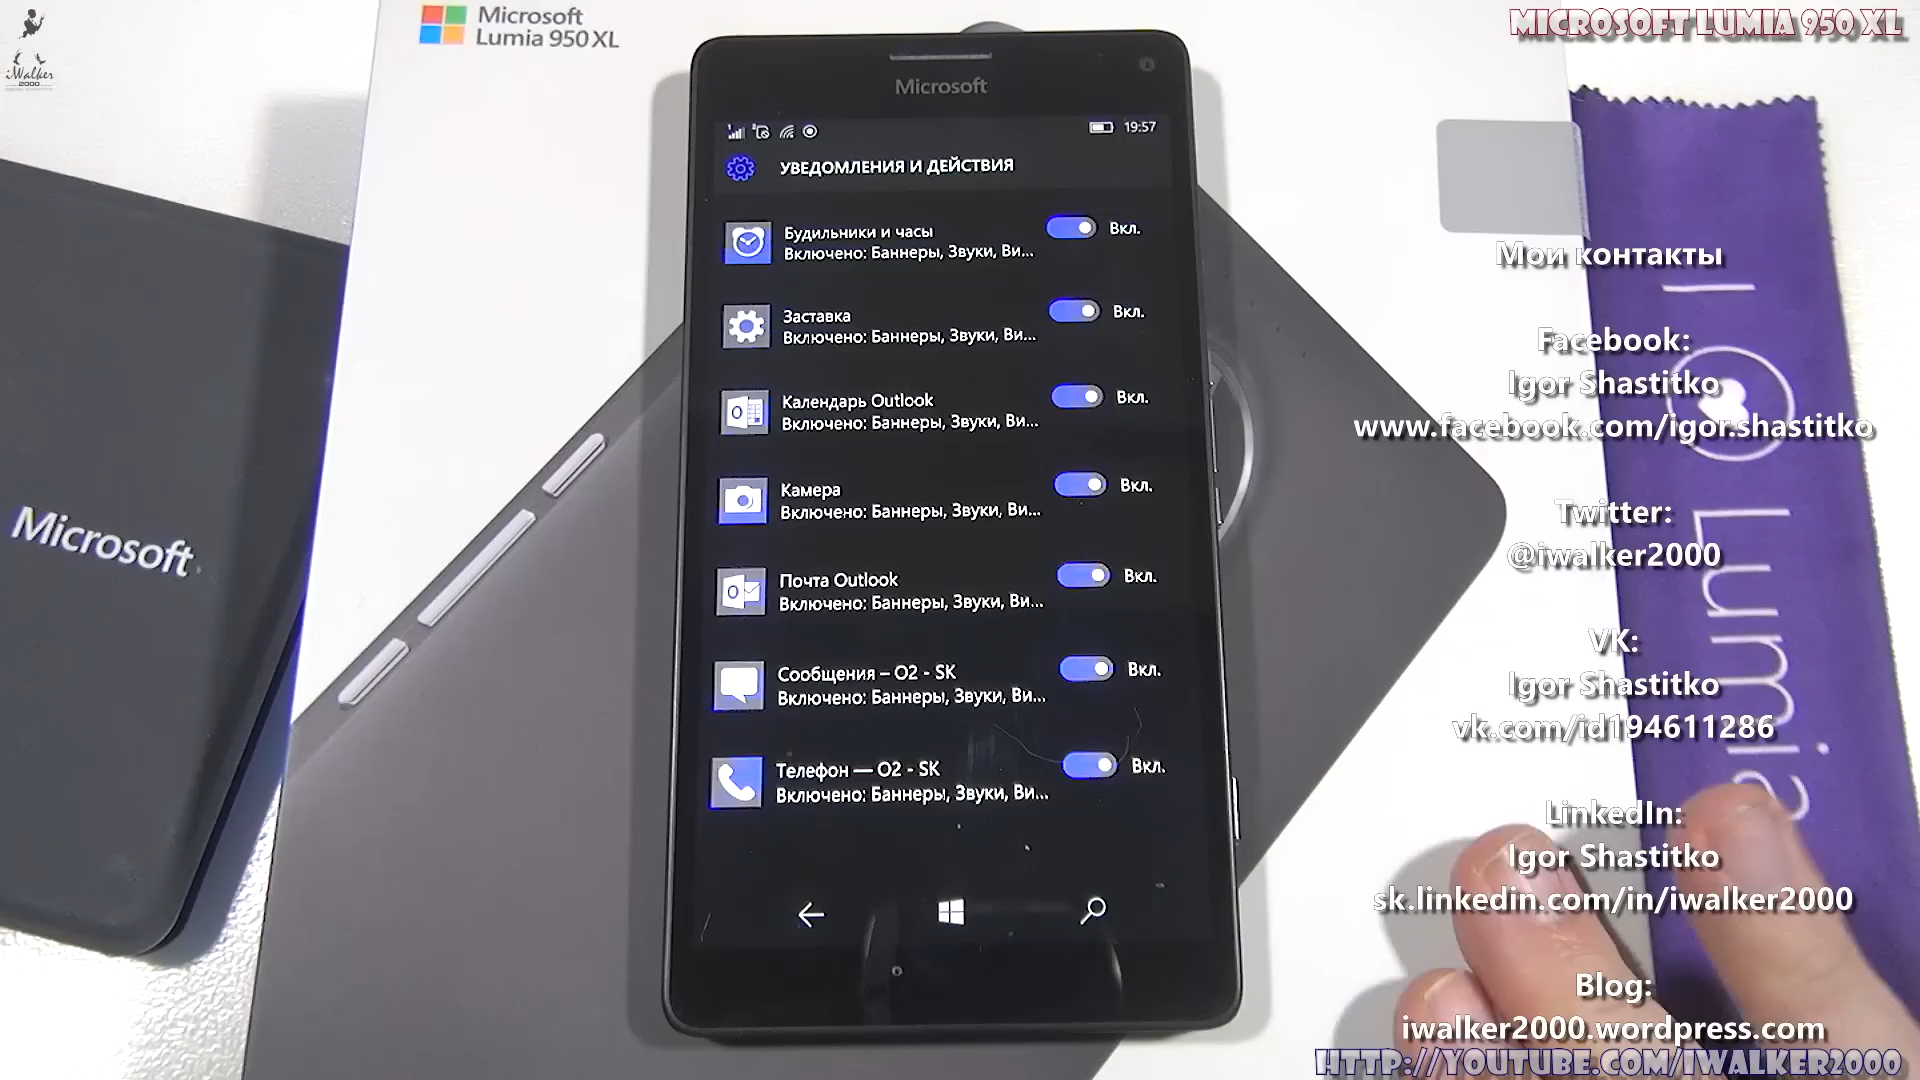 iWalker
2000
Microsoft
Lumia 950 XL
MICROSOFT LUMIA 950 XL
Microsoft
19:57
УВЕДОМЛЕНИЯ И ДЕЙСТВИЯ
Будильники и часы
Вкл.
Включено: Баннеры, Звуки, Ви...
Заставка
Вкл.
Включено: Баннеры, Звуки, Ви...
Календарь Outlook
Вкл.
Включено: Баннеры, Звуки, Ви...
Камера
Вкл.
Включено: Баннеры, Звуки, Ви...
Почта Outlook
Вкл.
Включено: Баннеры, Звуки, Ви...
Сообщения – O2 - SK
Вкл.
Включено: Баннеры, Звуки, Ви...
Телефон — O2 - SK
Вкл.
Включено: Баннеры, Звуки, Ви...
Microsoft
I
Lumia
Мои контакты
Facebook:
Igor Shastitko
www.facebook.com/igor.shastitko
Twitter:
@iwalker2000
VK:
Igor Shastitko
vk.com/id194611286
LinkedIn:
Igor Shastitko
sk.linkedin.com/in/iwalker2000
Blog:
iwalker2000.wordpress.com
HTTP://YOUTUBE.COM/IWALKER2000